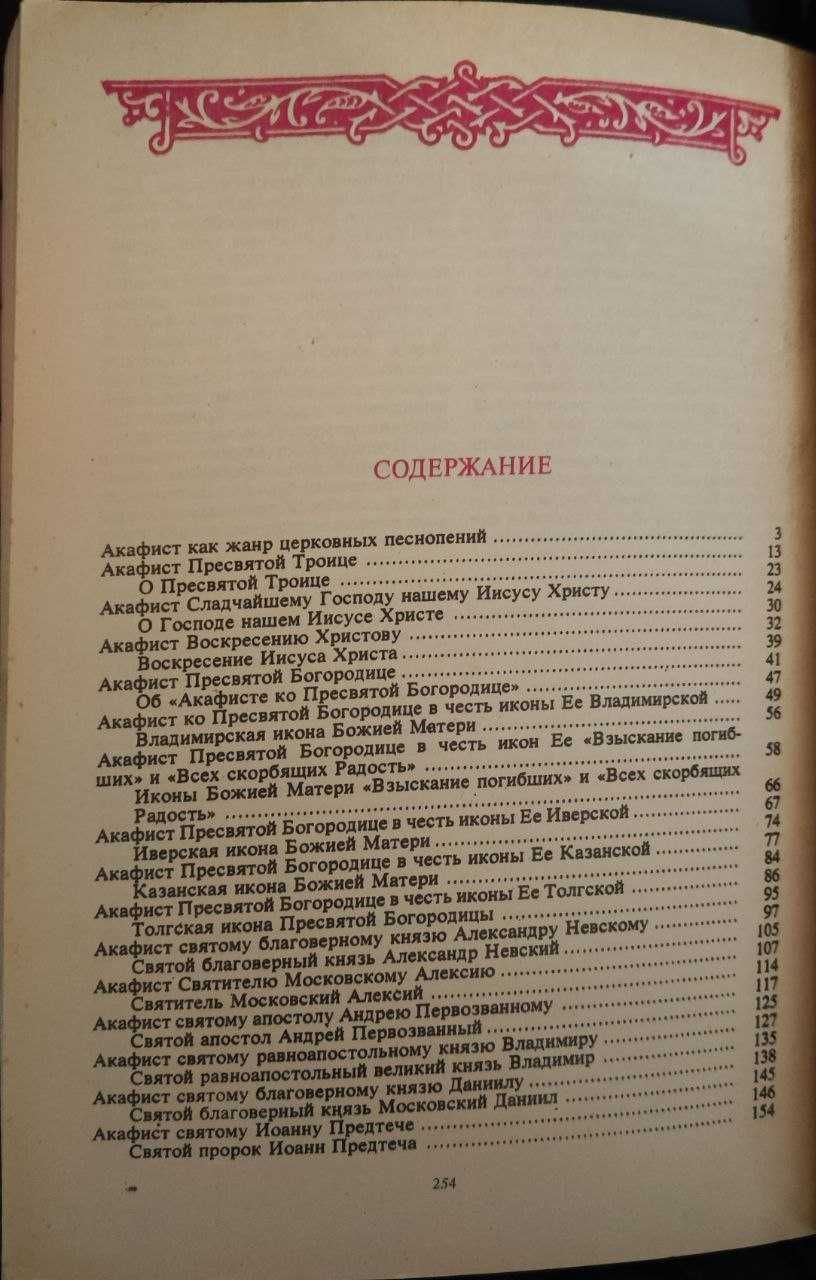 СОДЕРЖАНИЕ
Акафист как жанр церковных песнопений ........ 3
Акафист Пресвятой Троице ........ 13
О Пресвятой Троице ........ 23
Акафист Сладчайшему Господу нашему Иисусу Христу ........ 24
О Господе нашем Иисусе Христе ........ 30
Акафист Воскресению Христову ........ 32
Воскресение Иисуса Христа ........ 39
Акафист Пресвятой Богородице ........ 41
Об «Акафисте ко Пресвятой Богородице» ........ 47
Акафист ко Пресвятой Богородице в честь иконы Ее Владимирской ..... 49
Владимирская икона Божией Матери ........ 56
Акафист Пресвятой Богородице в честь икон Ее «Взыскание погиб-
ших» и «Всех скорбящих Радость» ........ 58
Иконы Божией Матери «Взыскание погибших» и «Всех скорбящих
Радость» ........ 66
Акафист Пресвятой Богородице в честь иконы Ее Иверской ........ 67
Иверская икона Божией Матери ........ 74
Акафист Пресвятой Богородице в честь иконы Ее Казанской ........ 77
Казанская икона Божией Матери ........ 84
Акафист Пресвятой Богородице в честь иконы Ее Толгской ........ 86
Толгская икона Пресвятой Богородицы ........ 95
Акафист святому благоверному князю Александру Невскому ........ 97
Святой благоверный князь Александр Невский ........ 105
Акафист Святителю Московскому Алексию ........ 107
Святитель Московский Алексий ........ 114
Акафист святому апостолу Андрею Первозванному ........ 117
Святой апостол Андрей Первозванный ........ 125
Акафист святому равноапостольному князю Владимиру ........ 127
Святой равноапостольный великий князь Владимир ........ 135
Акафист святому благоверному князю Даниилу ........ 138
Святой благоверный князь Московский Даниил ........ 145
Акафист святому Иоанну Предтече ........ 146
Святой пророк Иоанн Предтеча ........ 154
254